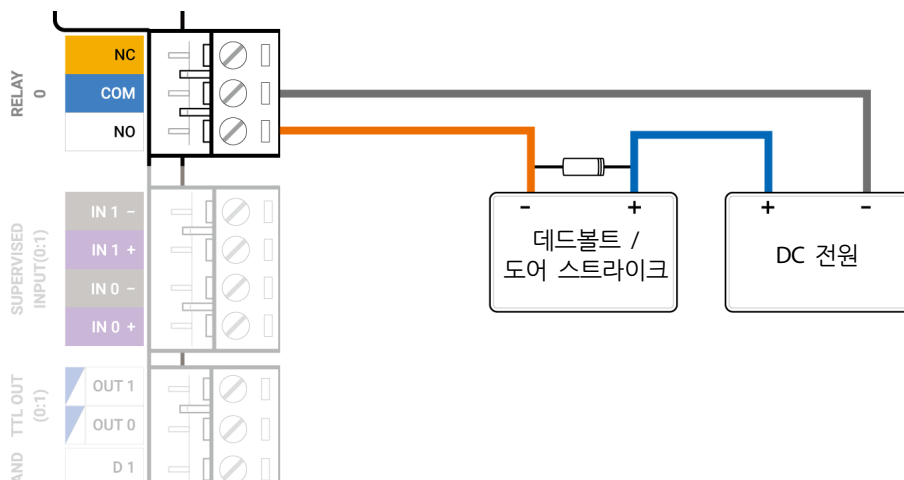 RELAY
0
NC
COM
NO
SUPERVISED
INPUT(0:1)
IN 1 −
IN 1 +
IN 0 −
IN 0 +
TTL OUT
(0:1)
OUT 1
OUT 0
AND
D 1
- +
데드볼트 /
도어 스트라이크
+ -
DC 전원